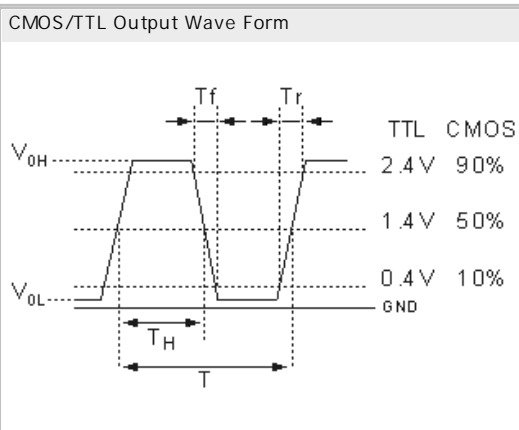 CMOS/TTL Output Wave Form
Tf Tr
TTL CMOS
V0H 2.4V 90%
1.4V 50%
0.4V 10%
V0L GND
TH
T